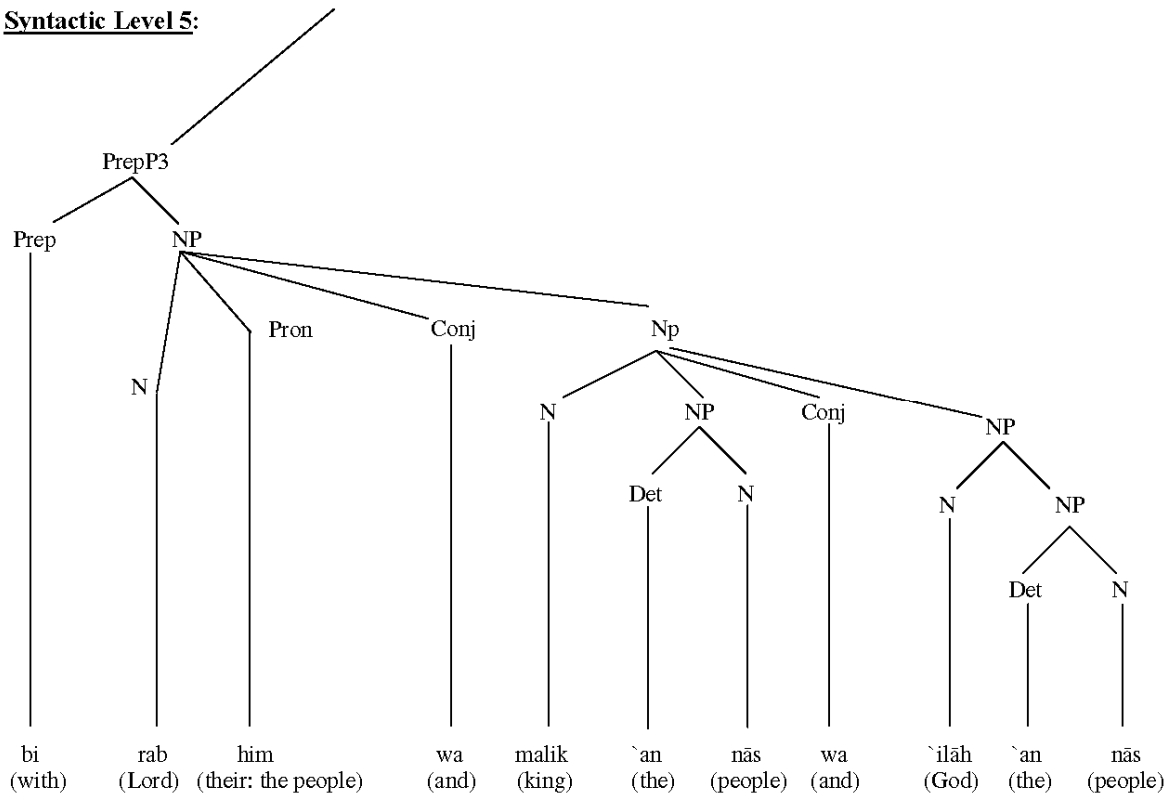 Syntactic Level 5:
PrepP3
Prep NP
Pron Conj Np
N N NP Conj NP
Det N N NP
Det N
bi rab him wa malik `an nās wa `ilāh `an nās
(with) (Lord) (their: the people) (and) (king) (the) (people) (and) (God) (the) (people)